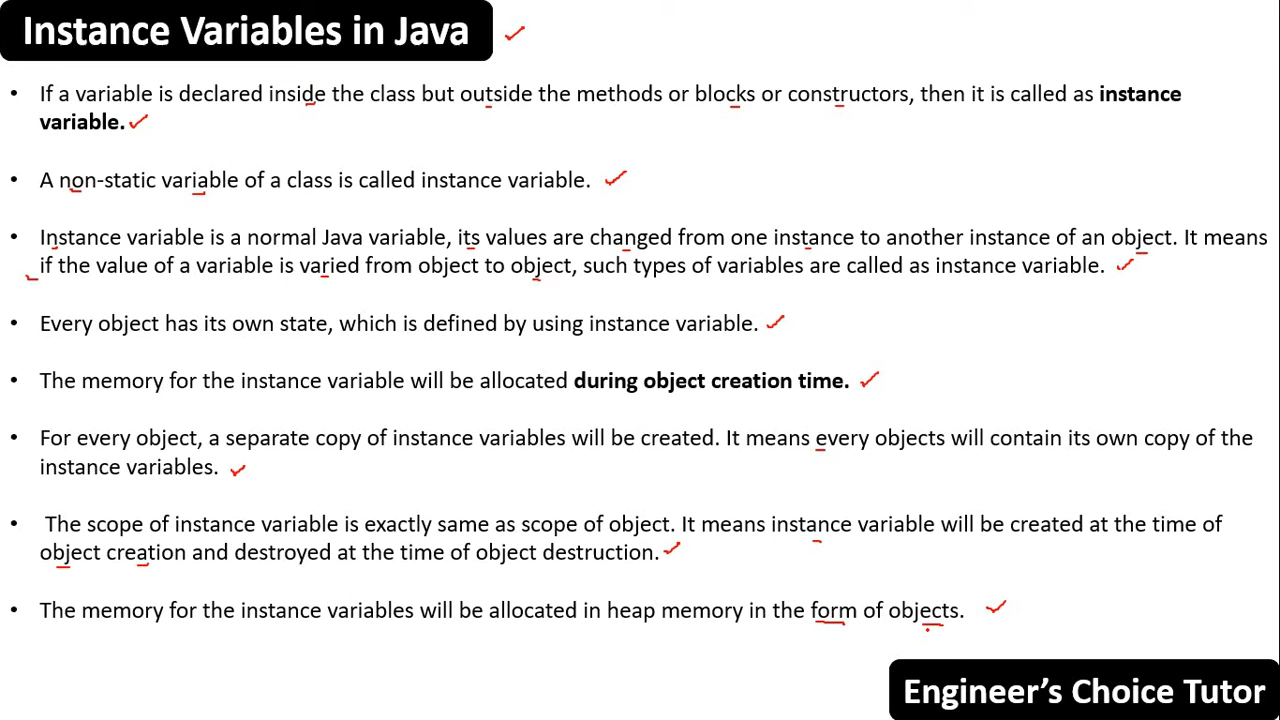 Instance Variables in Java
• If a variable is declared inside the class but outside the methods or blocks or constructors, then it is called as instance
variable.
• A non-static variable of a class is called instance variable.
• Instance variable is a normal Java variable, its values are changed from one instance to another instance of an object. It means
if the value of a variable is varied from object to object, such types of variables are called as instance variable.
• Every object has its own state, which is defined by using instance variable.
• The memory for the instance variable will be allocated during object creation time.
• For every object, a separate copy of instance variables will be created. It means every objects will contain its own copy of the
instance variables.
• The scope of instance variable is exactly same as scope of object. It means instance variable will be created at the time of
object creation and destroyed at the time of object destruction.
• The memory for the instance variables will be allocated in heap memory in the form of objects.
Engineer’s Choice Tutor